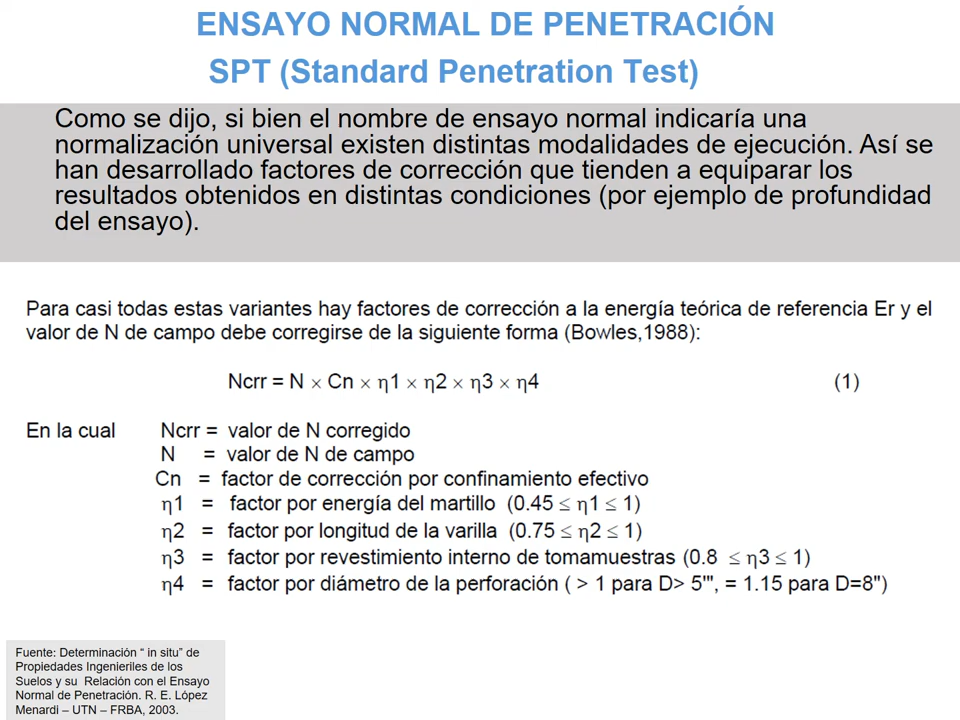 ENSAYO NORMAL DE PENETRACIÓN
SPT (Standard Penetration Test)
Como se dijo, si bien el nombre de ensayo normal indicaría una
normalización universal existen distintas modalidades de ejecución. Así se
han desarrollado factores de corrección que tienden a equiparar los
resultados obtenidos en distintas condiciones (por ejemplo de profundidad
del ensayo).
Para casi todas estas variantes hay factores de corrección a la energía teórica de referencia Er y el
valor de N de campo debe corregirse de la siguiente forma (Bowles,1988):
Ncrr = N × Cn × η1 × η2 × η3 × η4 (1)
En la cual Ncrr = valor de N corregido
N = valor de N de campo
Cn = factor de corrección por confinamiento efectivo
η1 = factor por energía del martillo (0.45 ≤ η1 ≤ 1)
η2 = factor por longitud de la varilla (0.75 ≤ η2 ≤ 1)
η3 = factor por revestimiento interno de tomamuestras (0.8 ≤ η3 ≤ 1)
η4 = factor por diámetro de la perforación ( > 1 para D> 5'", = 1.15 para D=8")
Fuente: Determinación “ in situ” de
Propiedades Ingenieriles de los
Suelos y su Relación con el Ensayo
Normal de Penetración. R. E. López
Menardi – UTN – FRBA, 2003.